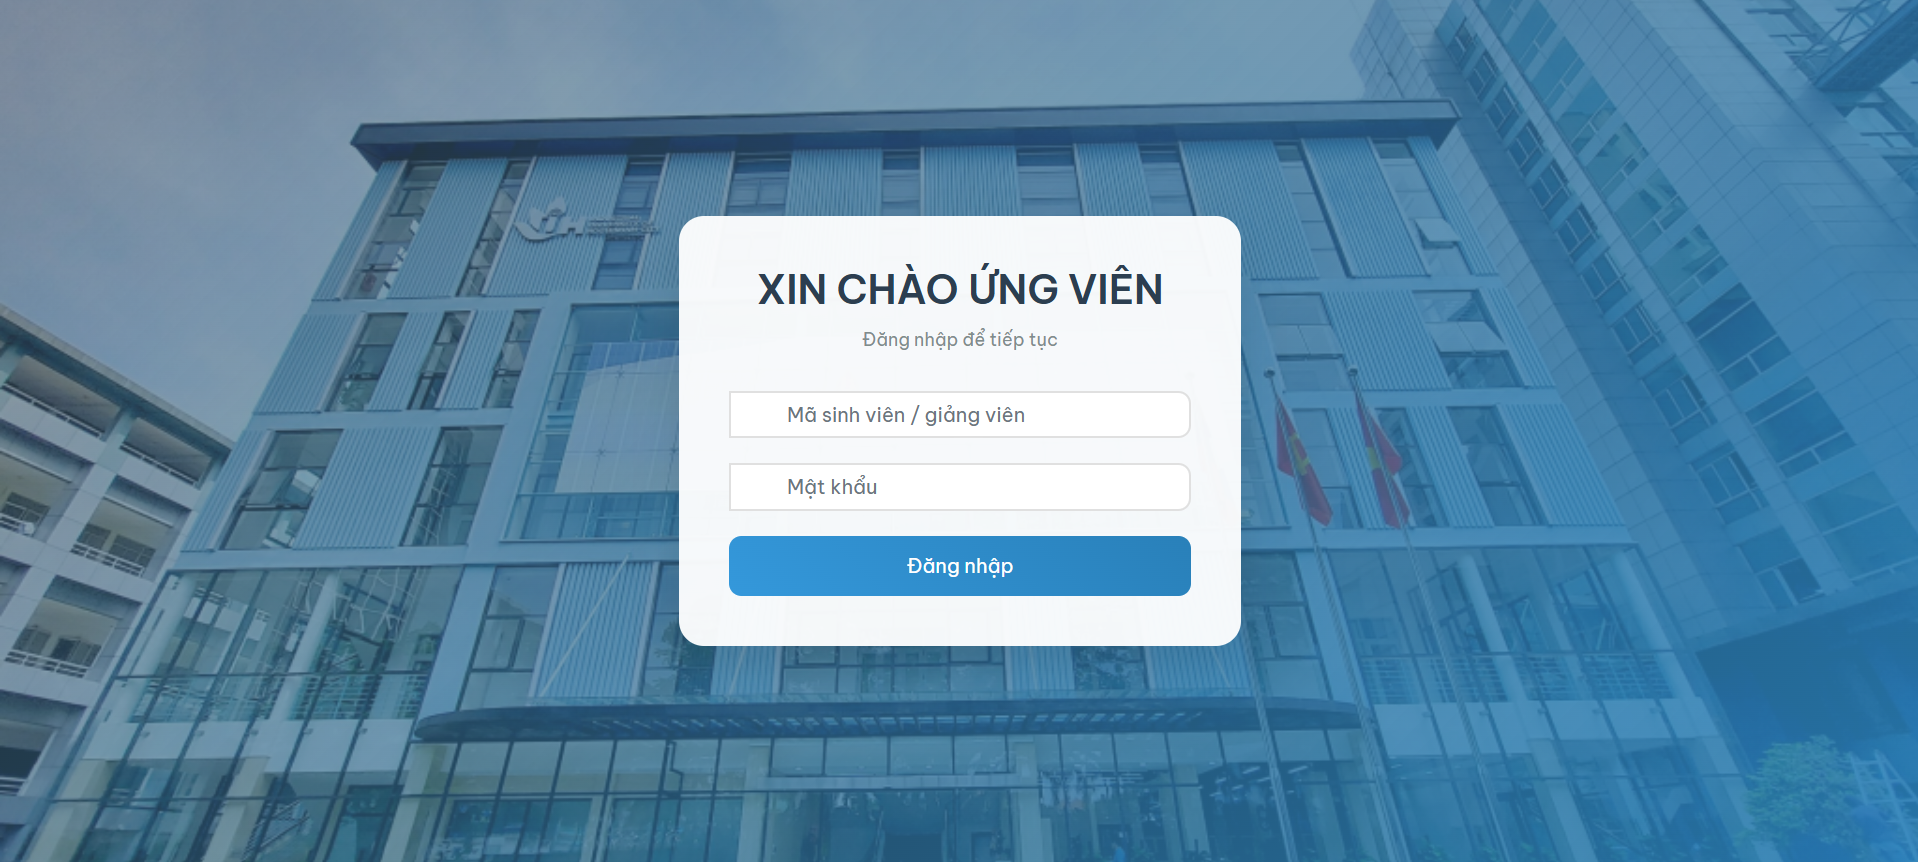 XIN CHÀO ỨNG VIÊN
Đăng nhập để tiếp tục
Mã sinh viên / giảng viên
Mật khẩu
Đăng nhập